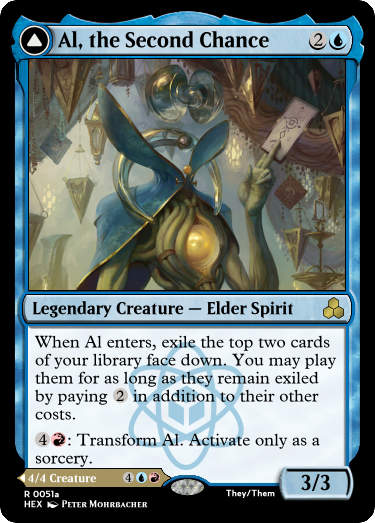 Al, the Second Chance 2
Legendary Creature — Elder Spirit
When Al enters, exile the top two cards
of your library face down. You may play
them for as long as they remain exiled
by paying 2 in addition to their other
costs.
4: Transform Al. Activate only as a
sorcery.
4/4 Creature 4
3/3
R 0051a
They/Them
HEX Peter Mohrbacher